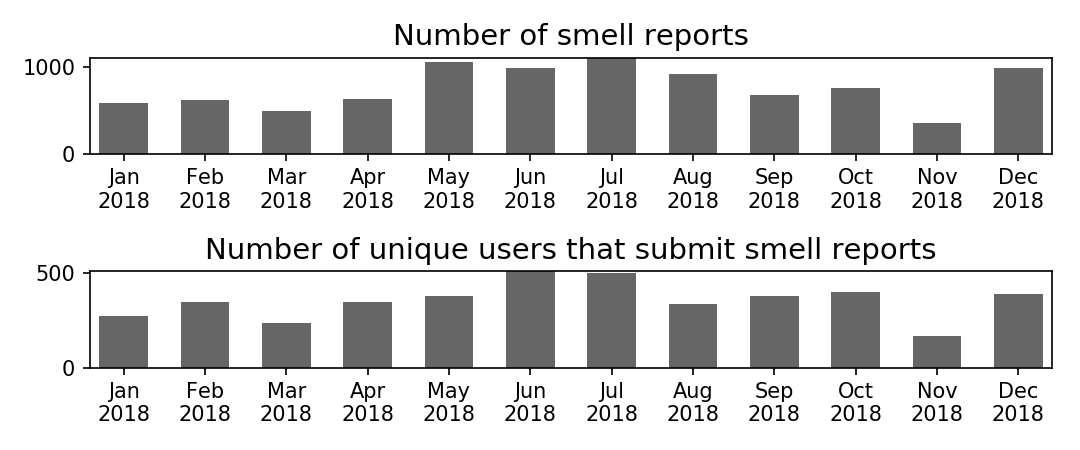 Number of smell reports
1000
0
Jan Feb Mar Apr May Jun Jul Aug Sep Oct Nov Dec
2018 2018 2018 2018 2018 2018 2018 2018 2018 2018 2018 2018
Number of unique users that submit smell reports
500
0
Jan Feb Mar Apr May Jun Jul Aug Sep Oct Nov Dec
2018 2018 2018 2018 2018 2018 2018 2018 2018 2018 2018 2018